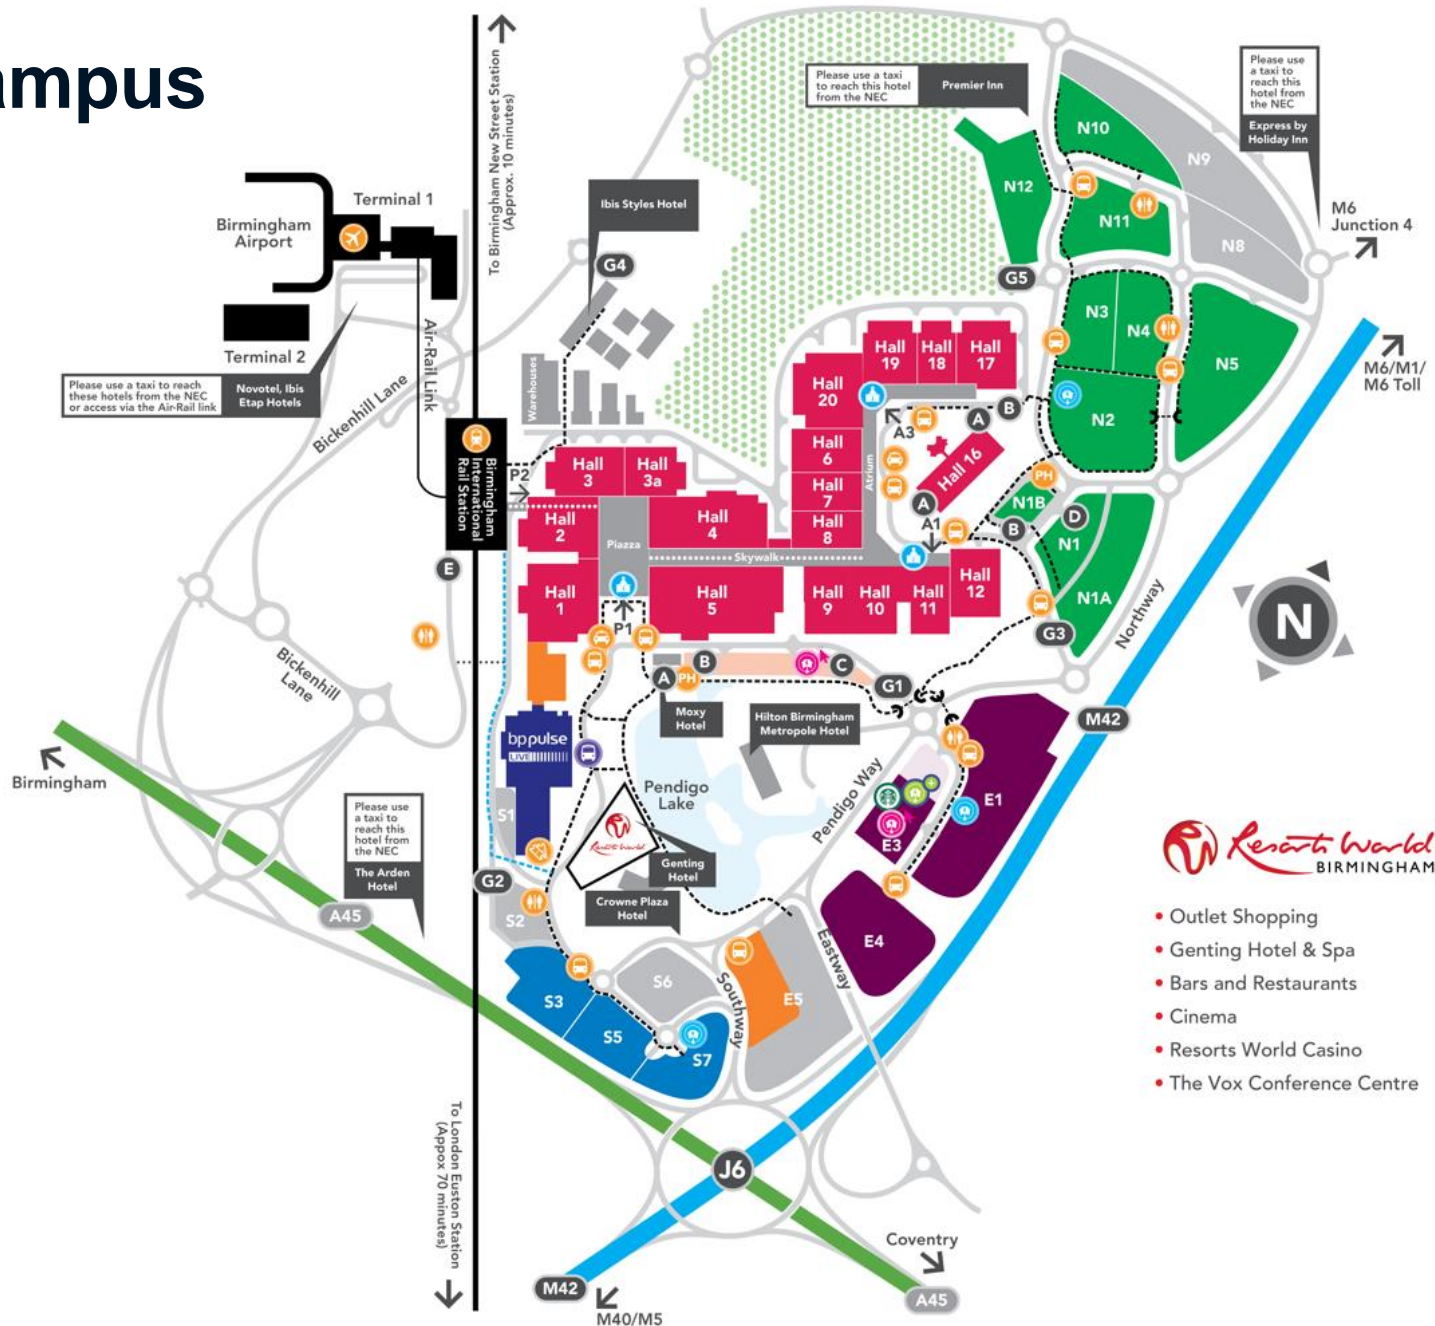 ampus
To Birmingham New Street Station
(Approx. 10 minutes)
Please use a taxi
to reach this hotel
from the NEC
Premier Inn
Please use
a taxi to
reach this
hotel from
the NEC
Express by
Holiday Inn
M6
Junction 4
Terminal 1
Birmingham
Airport
Terminal 2
Air-Rail Link
Please use a taxi to reach
these hotels from the NEC
or access via the Air-Rail link
Novotel, Ibis
Etap Hotels
Bickenhill Lane
Ibis Styles Hotel
G4
Warehouses
N10
N9
N12
N11
N8
G5
N3
N4
N5
N2
M6/M1/
M6 Toll
Hall
19
Hall
18
Hall
17
Hall
20
A3
A
B
Hall
6
Atrium
Hall 16
Hall
7
A
A1
Hall
8
PH
N1B
B
D
N1
N1A
Northway
G3
Birmingham
International
Rail Station
P2
Hall
3
Hall
3a
Hall
2
Piazza
Hall
4
Skywalk
Hall
1
P1
Hall
5
Hall
9
Hall
10
Hall
11
Hall
12
E
N
Bickenhill
Lane
A
PH
B
C
G1
Moxy
Hotel
Hilton Birmingham
Metropole Hotel
M42
bp pulse
LIVE
Pendigo
Lake
Pendigo Way
E1
E3
S1
Resorts World
Genting
Hotel
Crowne Plaza
Hotel
G2
S2
Birmingham
Please use
a taxi to
reach this
hotel from
the NEC
The Arden
Hotel
A45
S3
S5
S6
S7
Southway
E5
Eastway
E4
Resorts World
BIRMINGHAM
• Outlet Shopping
• Genting Hotel & Spa
• Bars and Restaurants
• Cinema
• Resorts World Casino
• The Vox Conference Centre
To London Euston Station
(Appox 70 minutes)
J6
Coventry
M42
M40/M5
A45